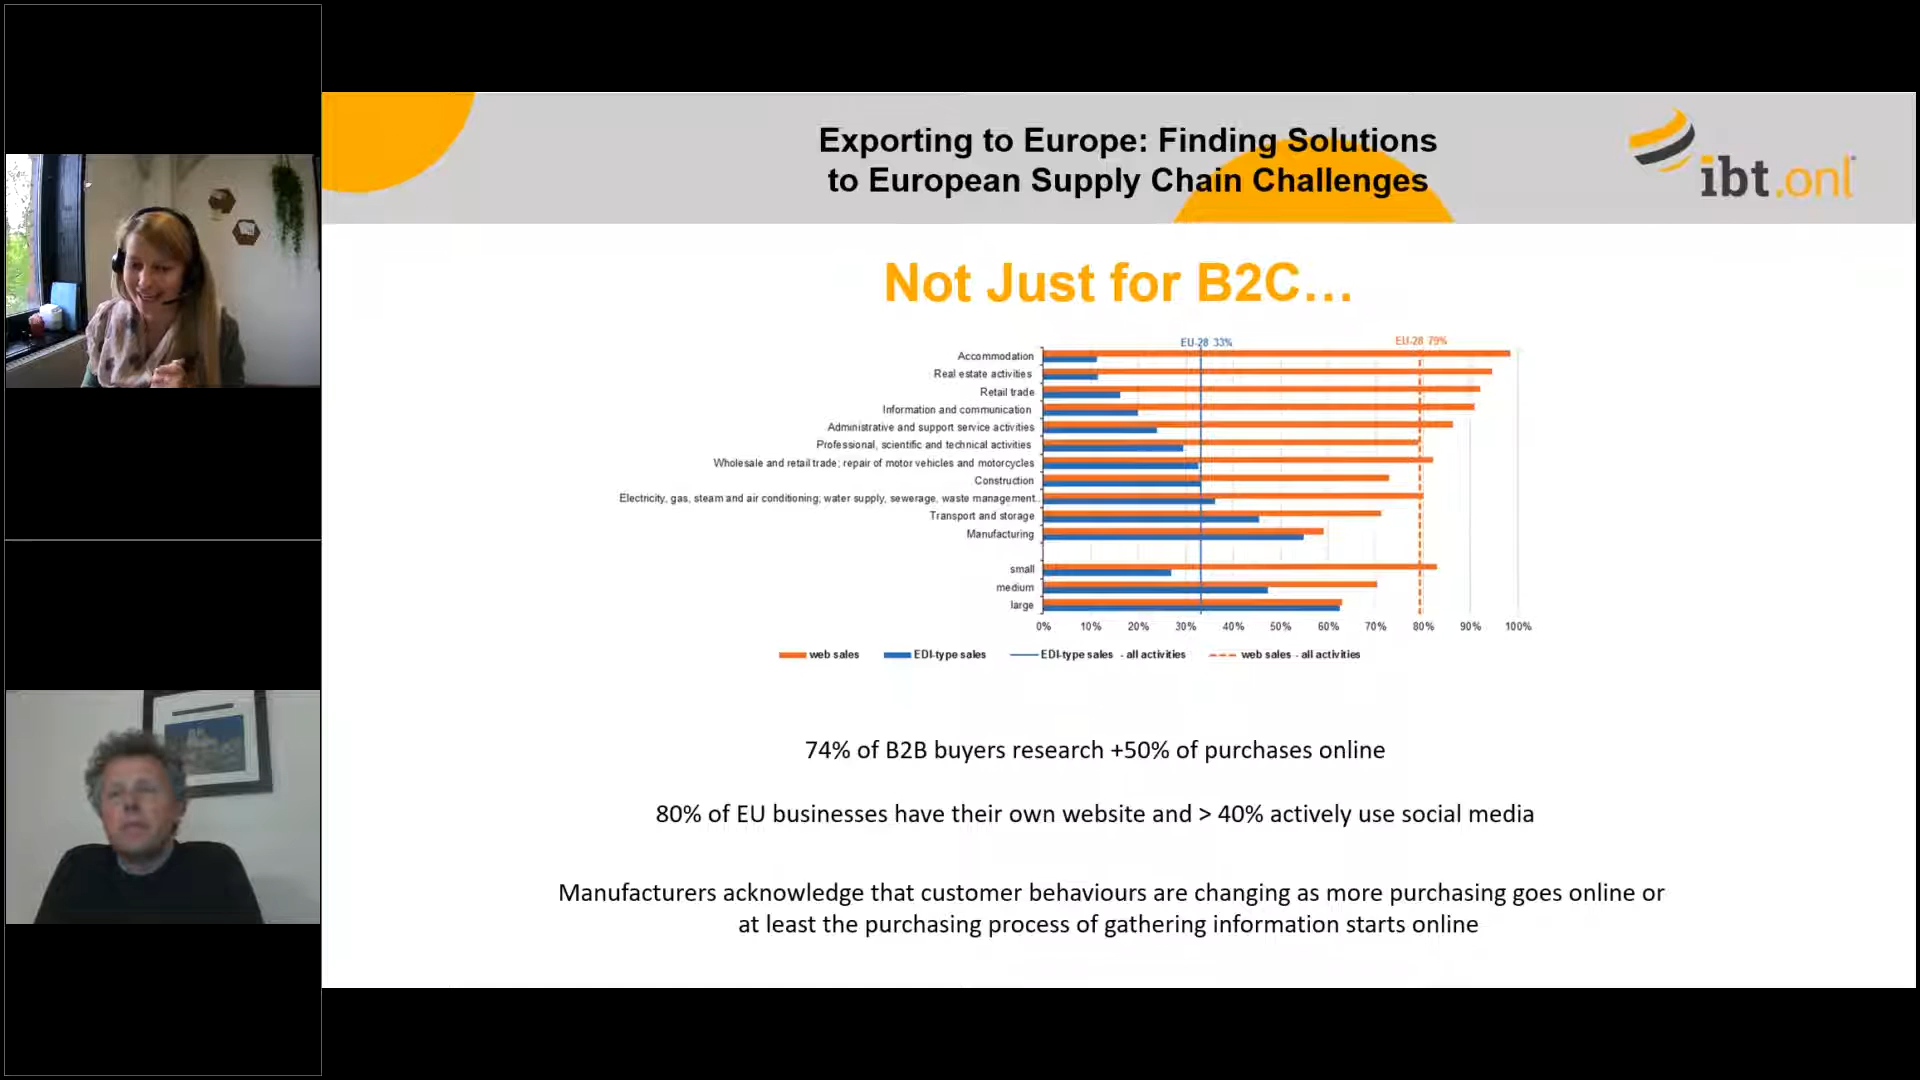 Exporting to Europe: Finding Solutions
to European Supply Chain Challenges
ibt.onl
Not Just for B2C...
EU-28 33%
EU-28 79%
Accommodation
Real estate activities
Retail trade
Information and communication
Administrative and support service activities
Professional, scientific and technical activities
Wholesale and retail trade; repair of motor vehicles and motorcycles
Construction
Electricity, gas, steam and air conditioning; water supply, sewerage, waste management..
Transport and storage
Manufacturing
small
medium
large
0% 10% 20% 30% 40% 50% 60% 70% 80% 90% 100%
web sales EDI-type sales EDI-type sales - all activities web sales - all activities
74% of B2B buyers research +50% of purchases online
80% of EU businesses have their own website and > 40% actively use social media
Manufacturers acknowledge that customer behaviours are changing as more purchasing goes online or
at least the purchasing process of gathering information starts online